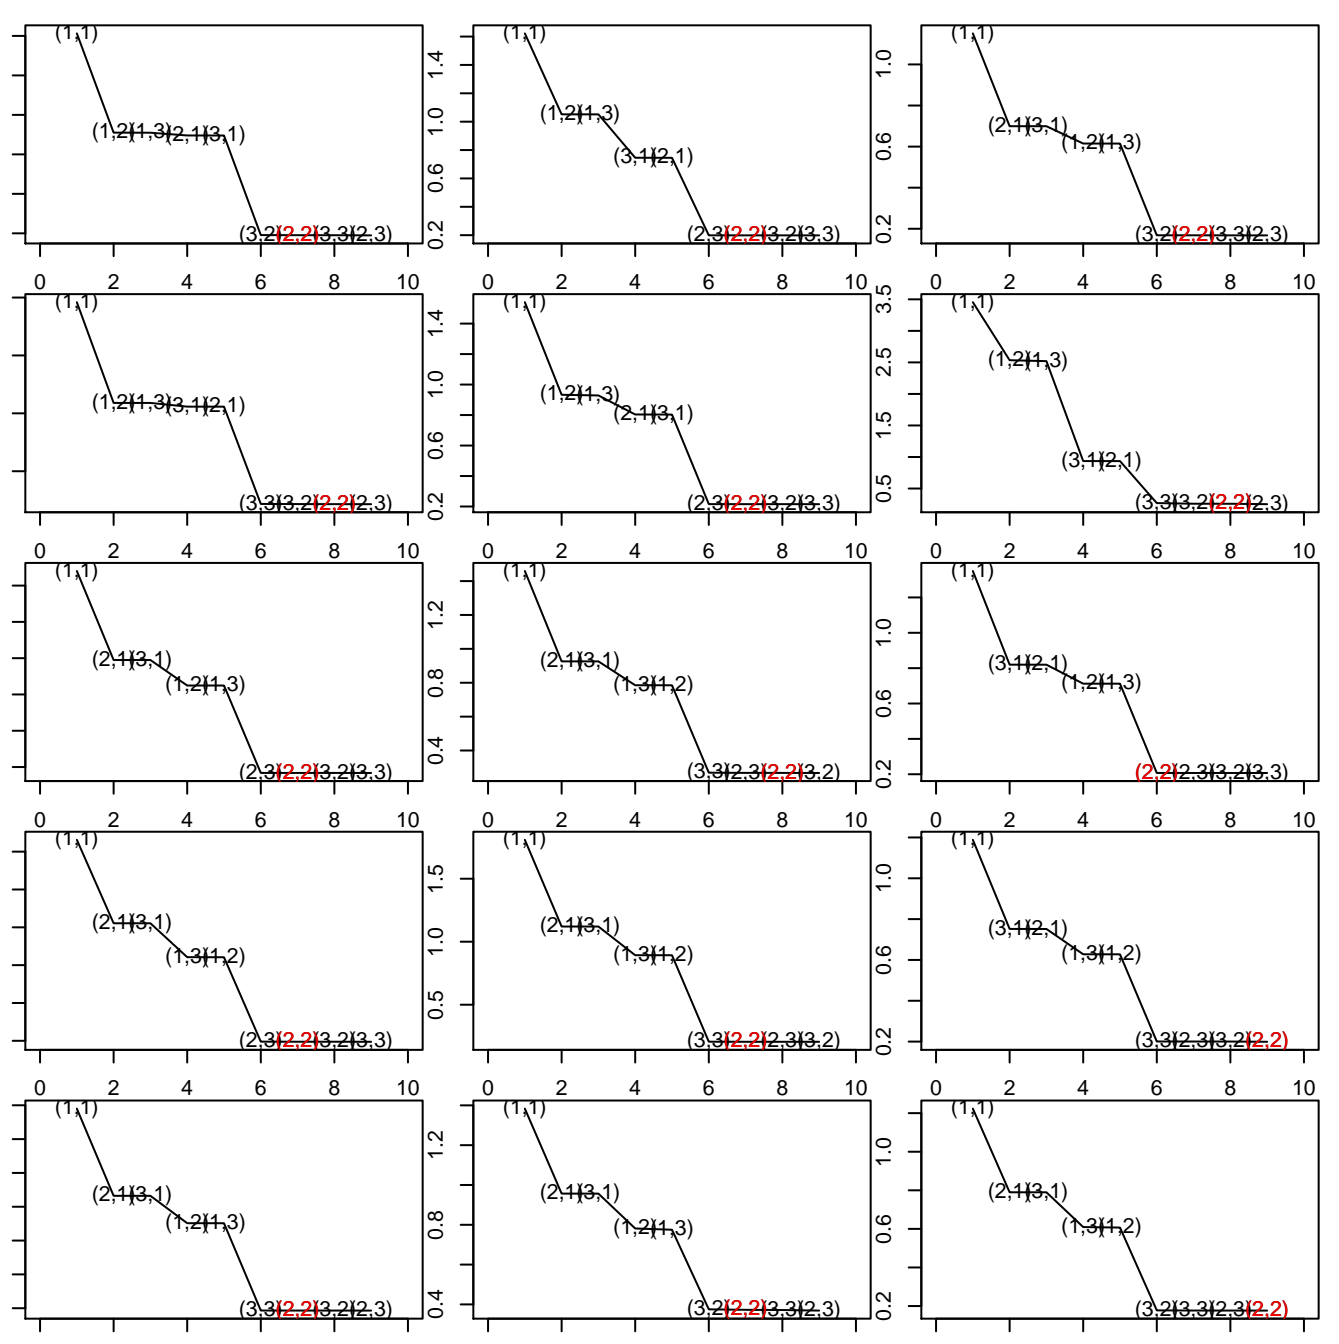 (1,1) (1,1) (1,1)
1.4 1.0
(1,2) (1,3) (2,1) (3,1) (1,2) (1,3) (2,1) (3,1)
1.0 0.6
(3,1) (2,1) (1,2) (1,3)
0.6
(3,2) (2,2) (3,3) (2,3) 0.2 (2,3) (2,2) (3,2) (3,3) 0.2 (3,2) (2,2) (3,3) (2,3)
0 2 4 6 8 10 0 2 4 6 8 10 0 2 4 6 8 10
(1,1) (1,1) 3.5 (1,1)
1.4
(1,2) (1,3) (3,1) (2,1) 1.0 (1,2) (1,3) 2.5 (1,2) (1,3)
(2,1) (3,1) 1.5
0.6 (3,1) (2,1)
(3,3) (3,2) (2,2) (2,3) 0.2 (2,3) (2,2) (3,2) (3,3) 0.5 (3,3) (3,2) (2,2) (2,3)
0 2 4 6 8 10 0 2 4 6 8 10 0 2 4 6 8 10
(1,1) (1,1) (1,1)
1.2 1.0
(2,1) (3,1) (2,1) (3,1) (3,1) (2,1)
(1,2) (1,3) 0.8 (1,3) (1,2) 0.6 (1,2) (1,3)
0.4
(2,3) (2,2) (3,2) (3,3) (3,3) (2,3) (2,2) (3,2) 0.2 (2,2) (2,3) (3,2) (3,3)
0 2 4 6 8 10 0 2 4 6 8 10 0 2 4 6 8 10
(1,1) (1,1) (1,1)
1.5 1.0
(2,1) (3,1) (2,1) (3,1) (3,1) (2,1)
(1,3) (1,2) 1.0 (1,3) (1,2) 0.6 (1,3) (1,2)
0.5
(2,3) (2,2) (3,2) (3,3) (3,3) (2,2) (2,3) (3,2) 0.2 (3,3) (2,3) (3,2) (2,2)
0 2 4 6 8 10 0 2 4 6 8 10 0 2 4 6 8 10
(1,1) (1,1) (1,1)
1.2 1.0
(2,1) (3,1) (2,1) (3,1) (2,1) (3,1)
(1,2) (1,3) 0.8 (1,2) (1,3) 0.6 (1,3) (1,2)
(3,3) (2,2) (3,2) (2,3) 0.4 (3,2) (2,2) (3,3) (2,3) 0.2 (3,2) (3,3) (2,3) (2,2)